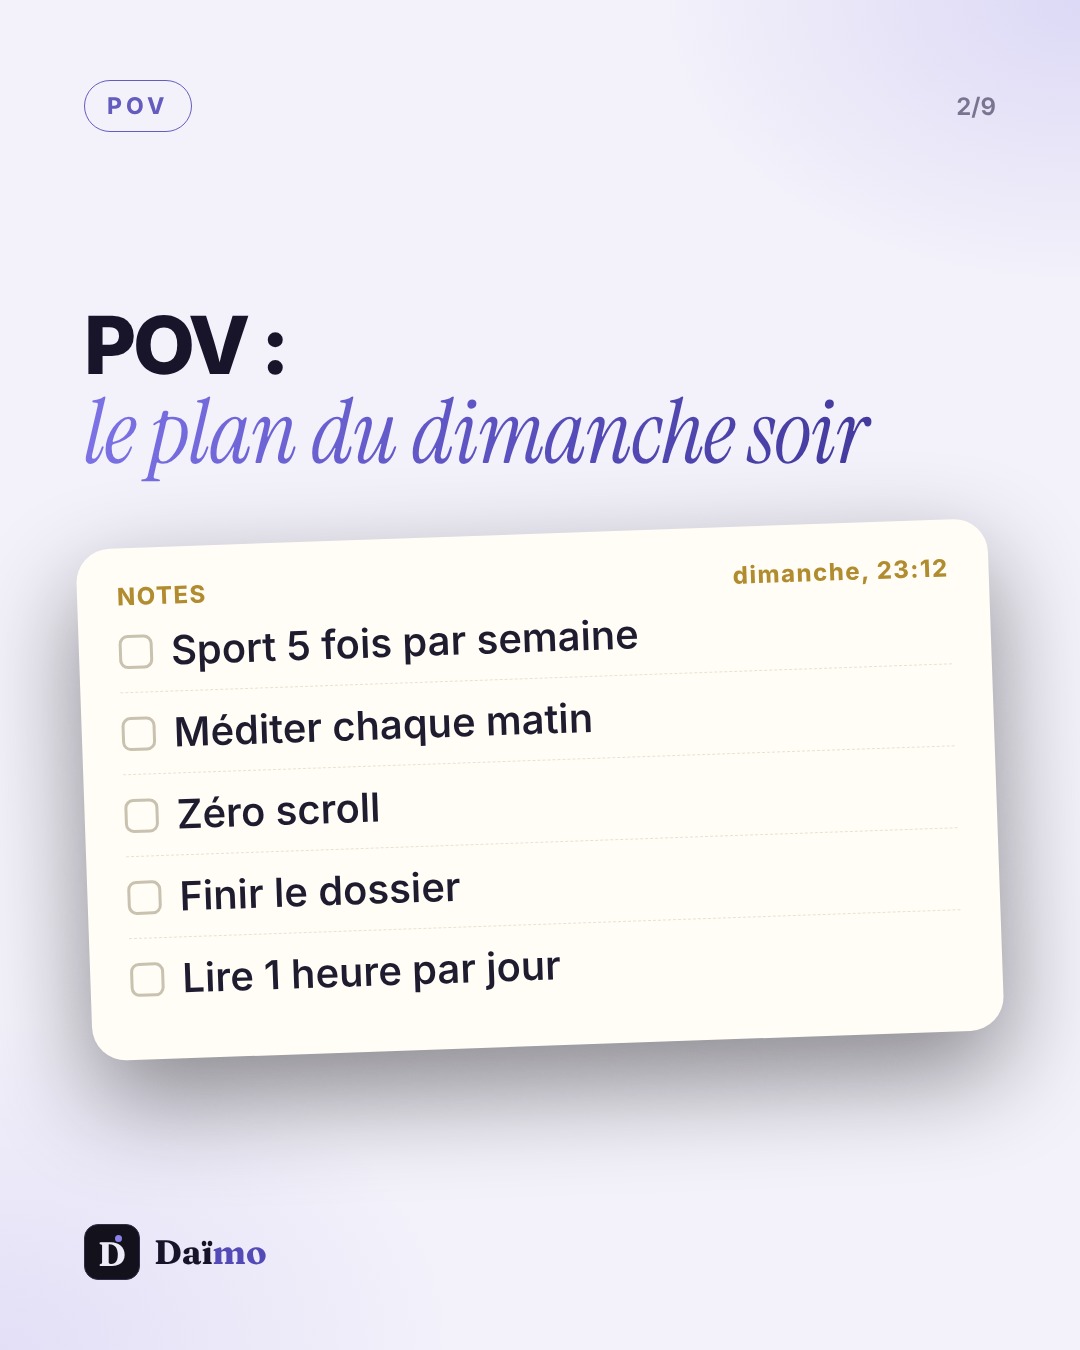 POV
2/9
POV :
le plan du dimanche soir
NOTES
dimanche, 23:12
Sport 5 fois par semaine
Méditer chaque matin
Zéro scroll
Finir le dossier
Lire 1 heure par jour
D
Daïmo